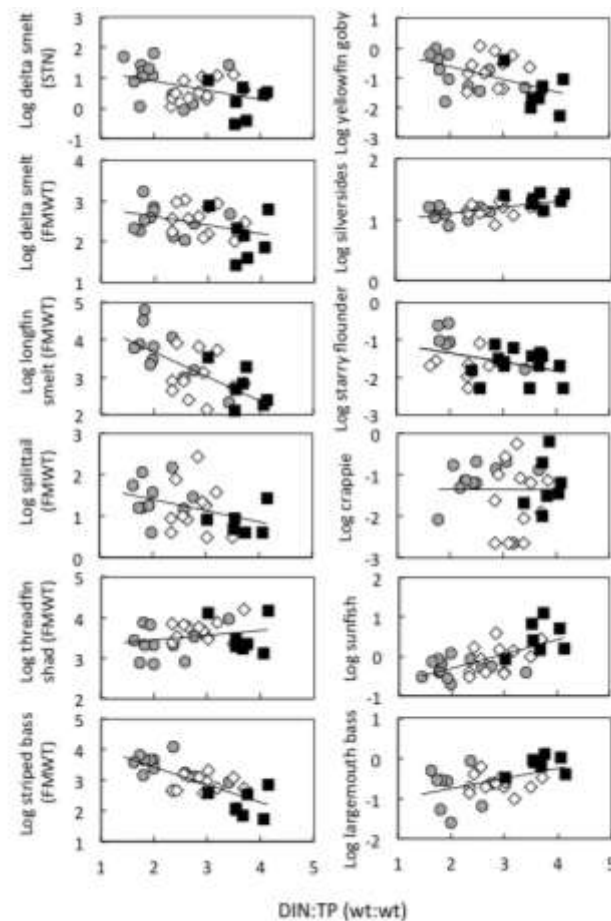 Log delta smelt
(STN)
3
2
1
0
-1
Log yellowfin goby
1
0
-1
-2
-3
Log delta smelt
(FMWT)
4
3
2
1
Log silversides
2
1
0
Log longfin
smelt (FMWT)
5
4
3
2
Log starry flounder
0
-1
-2
-3
Log splittail
(FMWT)
3
2
1
0
Log crappie
0
-1
-2
-3
Log threadfin
shad (FMWT)
5
4
3
2
Log sunfish
2
1
0
-1
Log striped bass
(FMWT)
5
4
3
2
1
Log largemouth bass
1
0
-1
-2
1 2 3 4 5
1 2 3 4 5
DIN:TP (wt:wt)